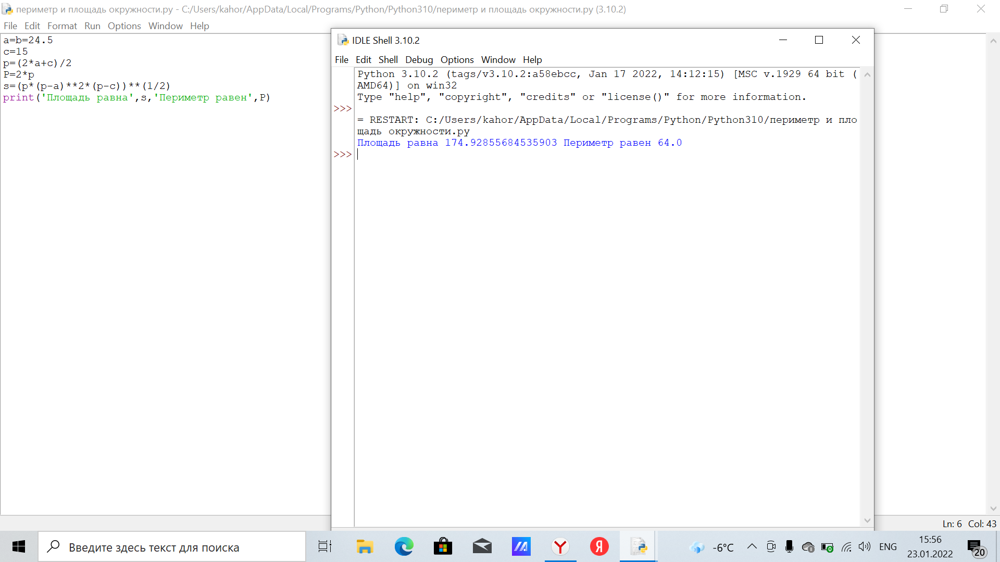 периметр и площадь окружности.py - C:/Users/kahor/AppData/Local/Programs/Python/Python310/периметр и площадь окружности.py (3.10.2)
File Edit Format Run Options Window Help
a=b=24.5
c=15
p=(2*a+c)/2
P=2*p
s=(p*(p-a)**2*(p-c))**(1/2)
print('Площадь равна',s,'Периметр равен',P)
IDLE Shell 3.10.2
File Edit Shell Debug Options Window Help
Python 3.10.2 (tags/v3.10.2:a58ebcc, Jan 17 2022, 14:12:15) [MSC v.1929 64 bit (
AMD64)] on win32
Type "help", "copyright", "credits" or "license()" for more information.
>>>
= RESTART: C:/Users/kahor/AppData/Local/Programs/Python/Python310/периметр и пло
щадь окружности.py
Площадь равна 174.92855684535903 Периметр равен 64.0
>>>
Ln: 6 Col: 43
Введите здесь текст для поиска
-6°C
ENG
15:56
23.01.2022
20